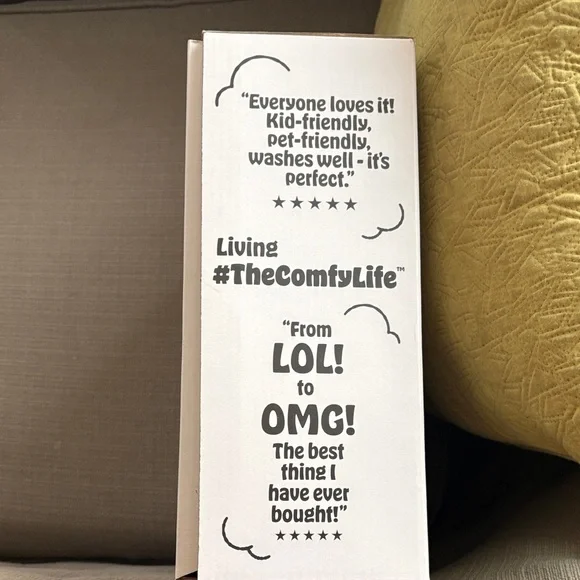 “Everyone loves it!
Kid-friendly,
pet-friendly,
washes well - it's
perfect.”
★★★★★
Living
#TheComfyLife™
“From
LOL!
to
OMG!
The best
thing I
have ever
bought!”
★★★★★